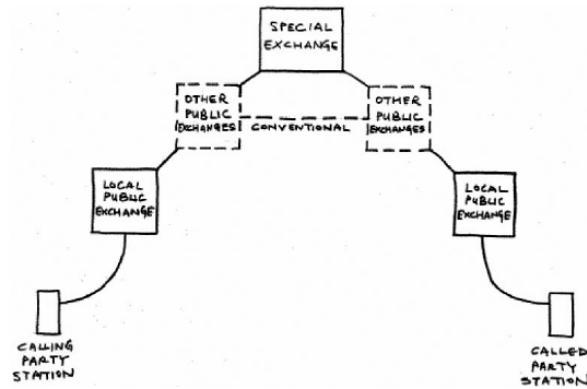 SPECIAL
EXCHANGE
OTHER
PUBLIC
EXCHANGES
CONVENTIONAL
OTHER
PUBLIC
EXCHANGES
LOCAL
PUBLIC
EXCHANGE
LOCAL
PUBLIC
EXCHANGE
CALLING
PARTY
STATION
CALLED
PARTY
STATION